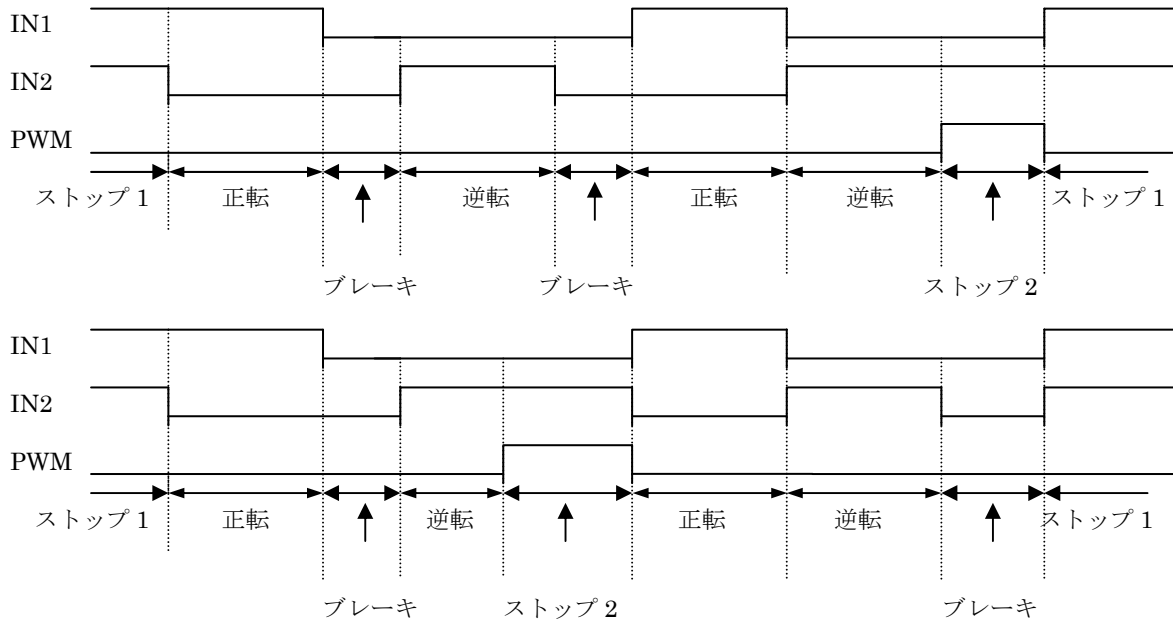 IN1
IN2
PWM
ストップ 1 正転 逆転 正転 逆転 ストップ 1
ブレーキ ブレーキ ストップ 2
IN1
IN2
PWM
ストップ 1 正転 逆転 正転 逆転 ストップ 1
ブレーキ ストップ 2 ブレーキ